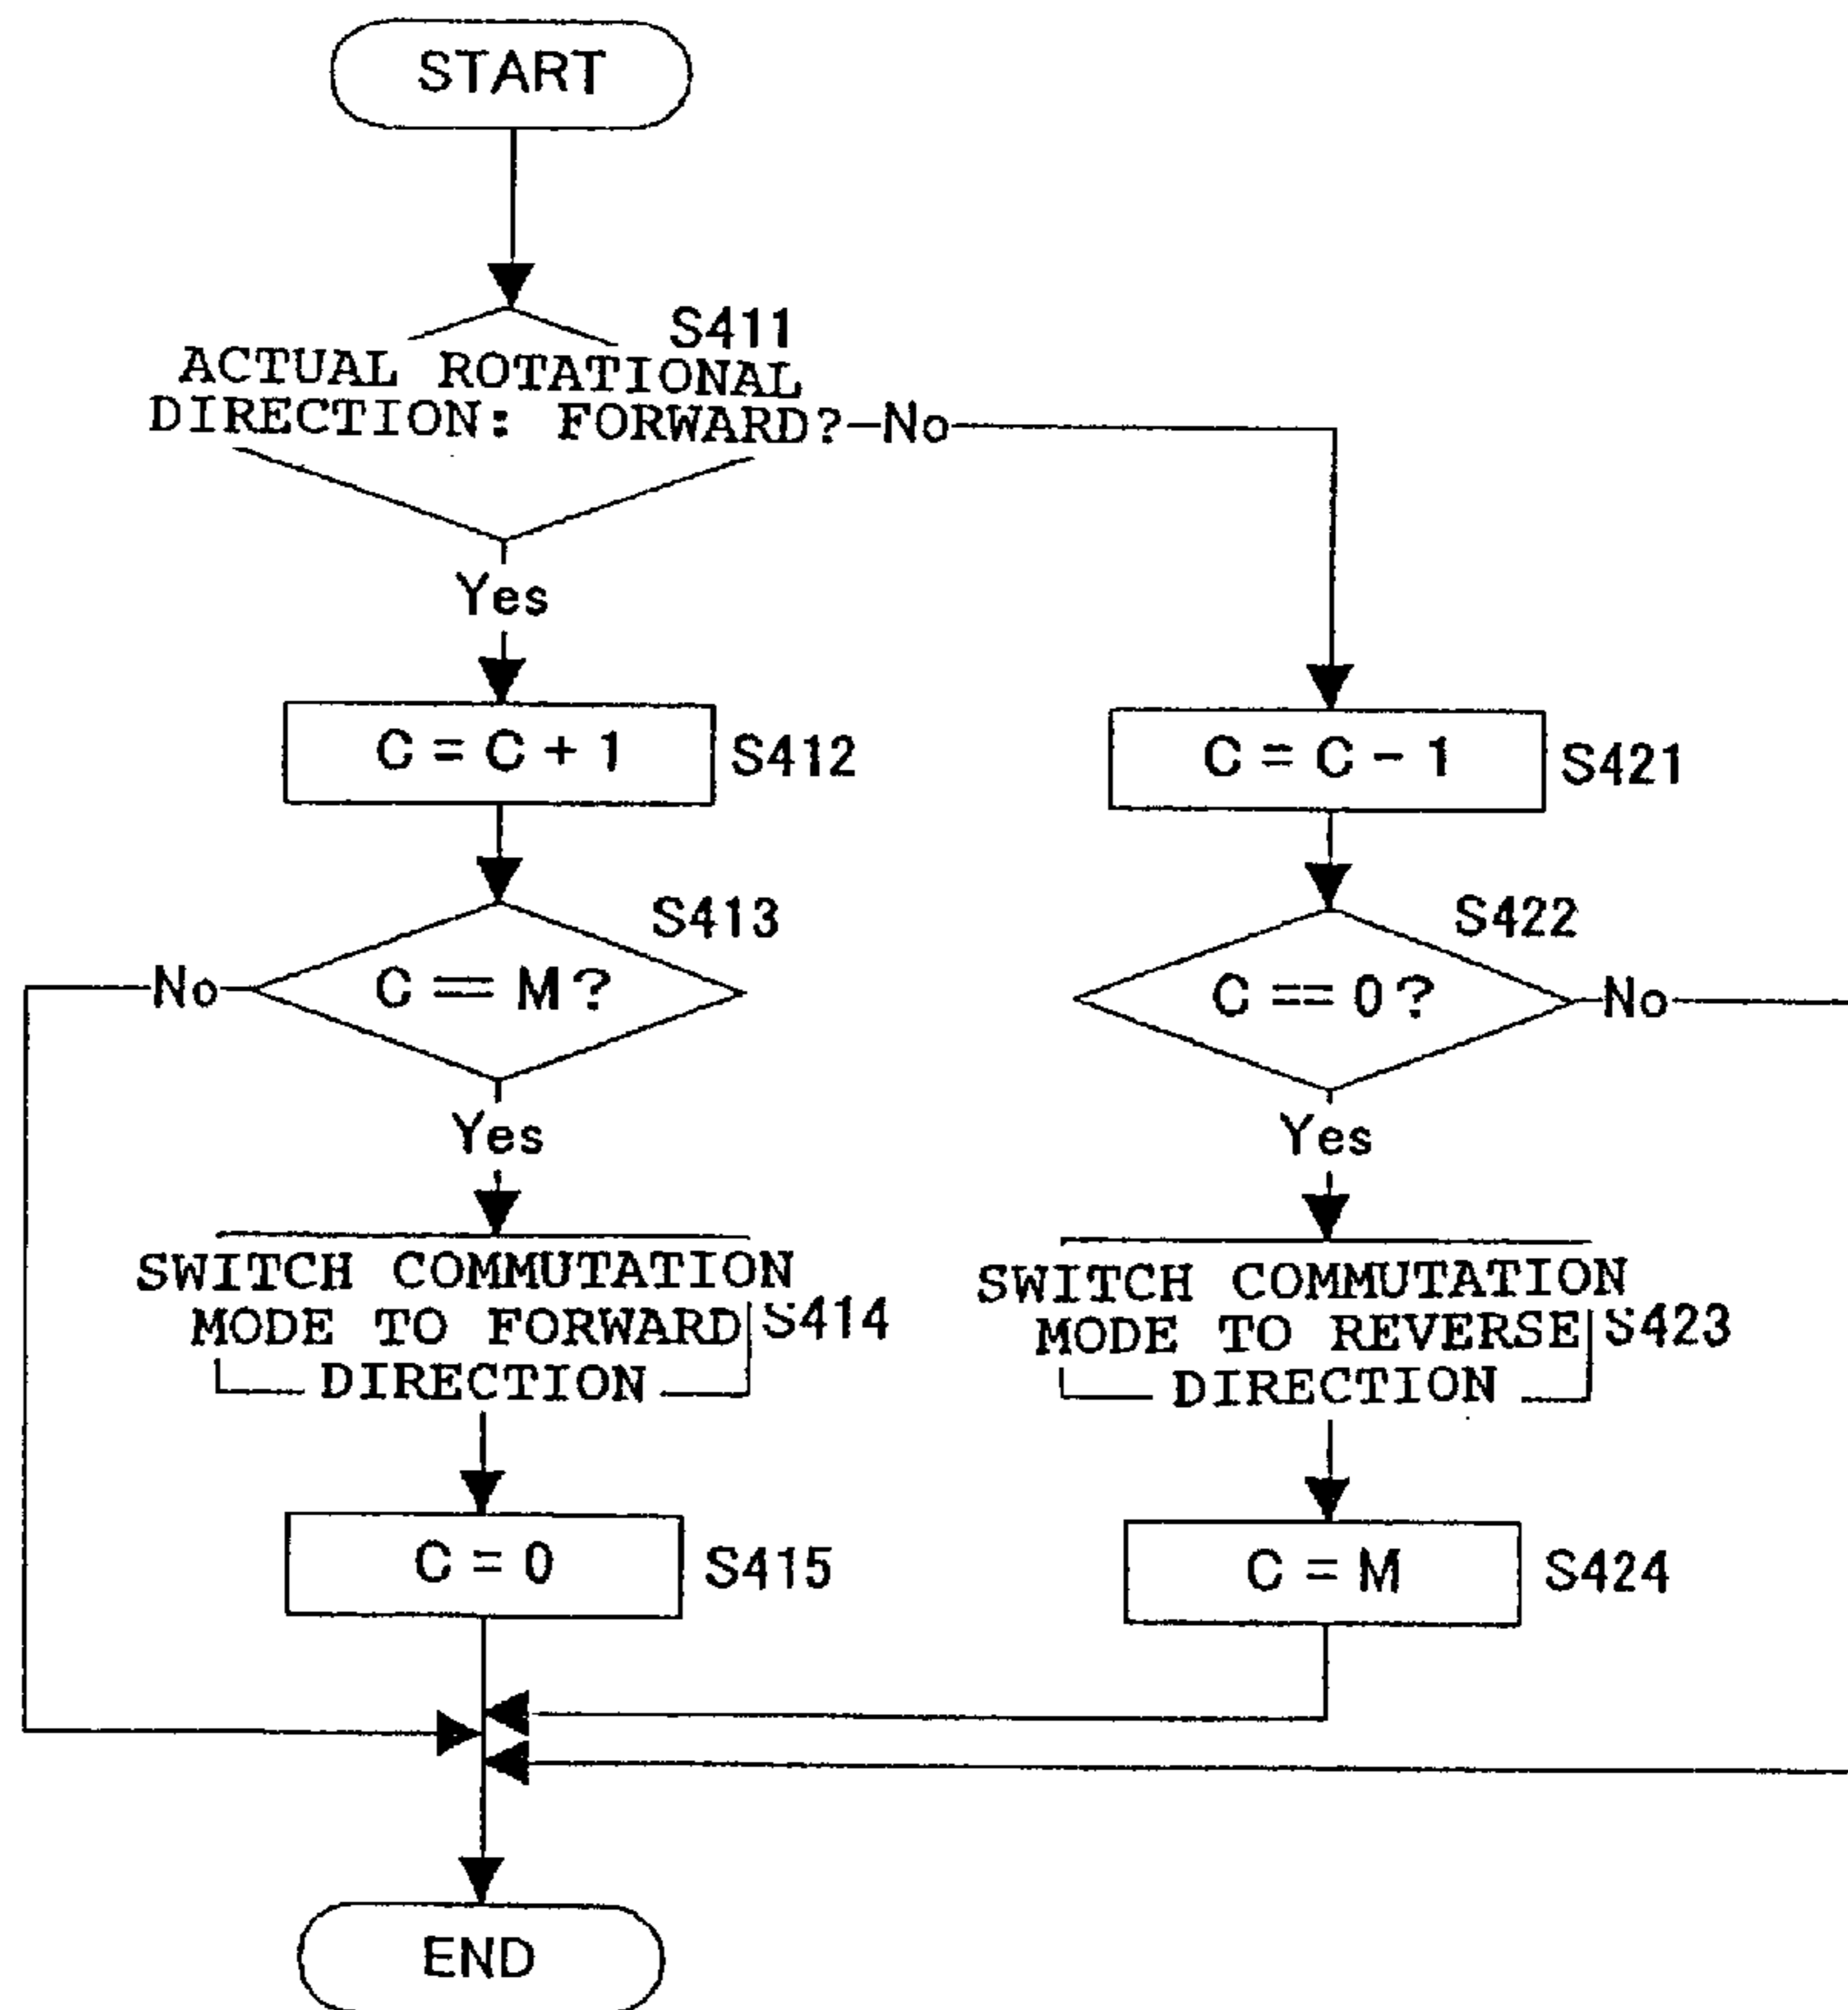 START
S411
ACTUAL ROTATIONAL
DIRECTION: FORWARD?
No
Yes
C = C + 1
S412
C = C - 1
S421
S413
C == M?
No
Yes
S422
C == 0?
No
Yes
SWITCH COMMUTATION
MODE TO FORWARD
DIRECTION
S414
SWITCH COMMUTATION
MODE TO REVERSE
DIRECTION
S423
C = 0
S415
C = M
S424
END